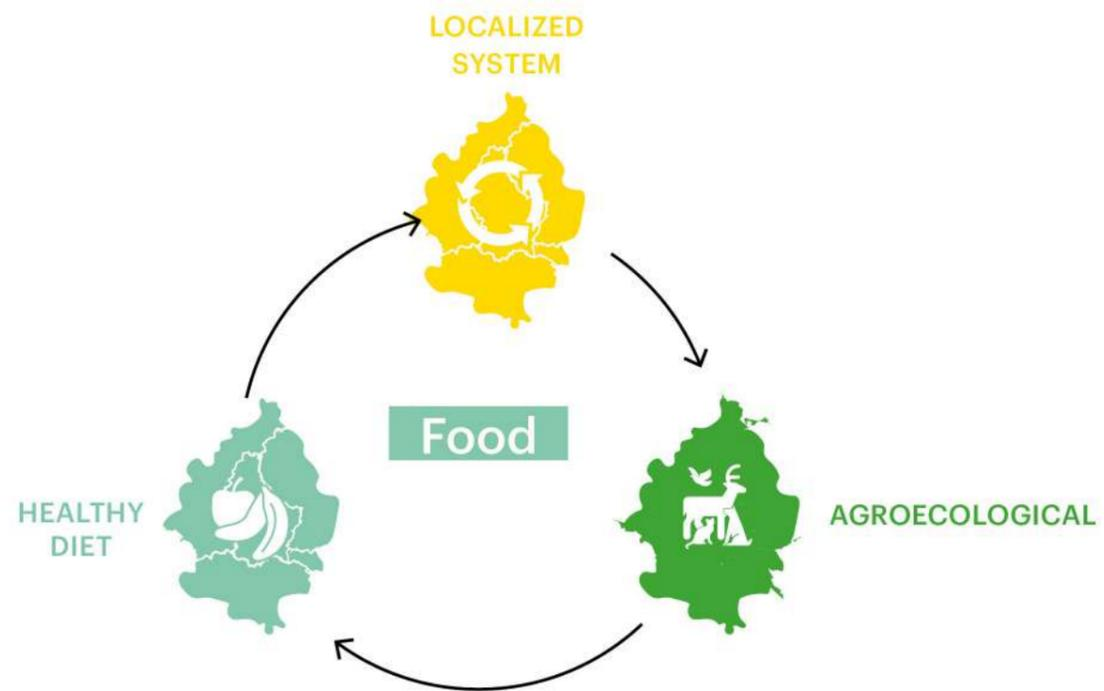 LOCALIZED
SYSTEM
Food
HEALTHY
DIET
AGROECOLOGICAL